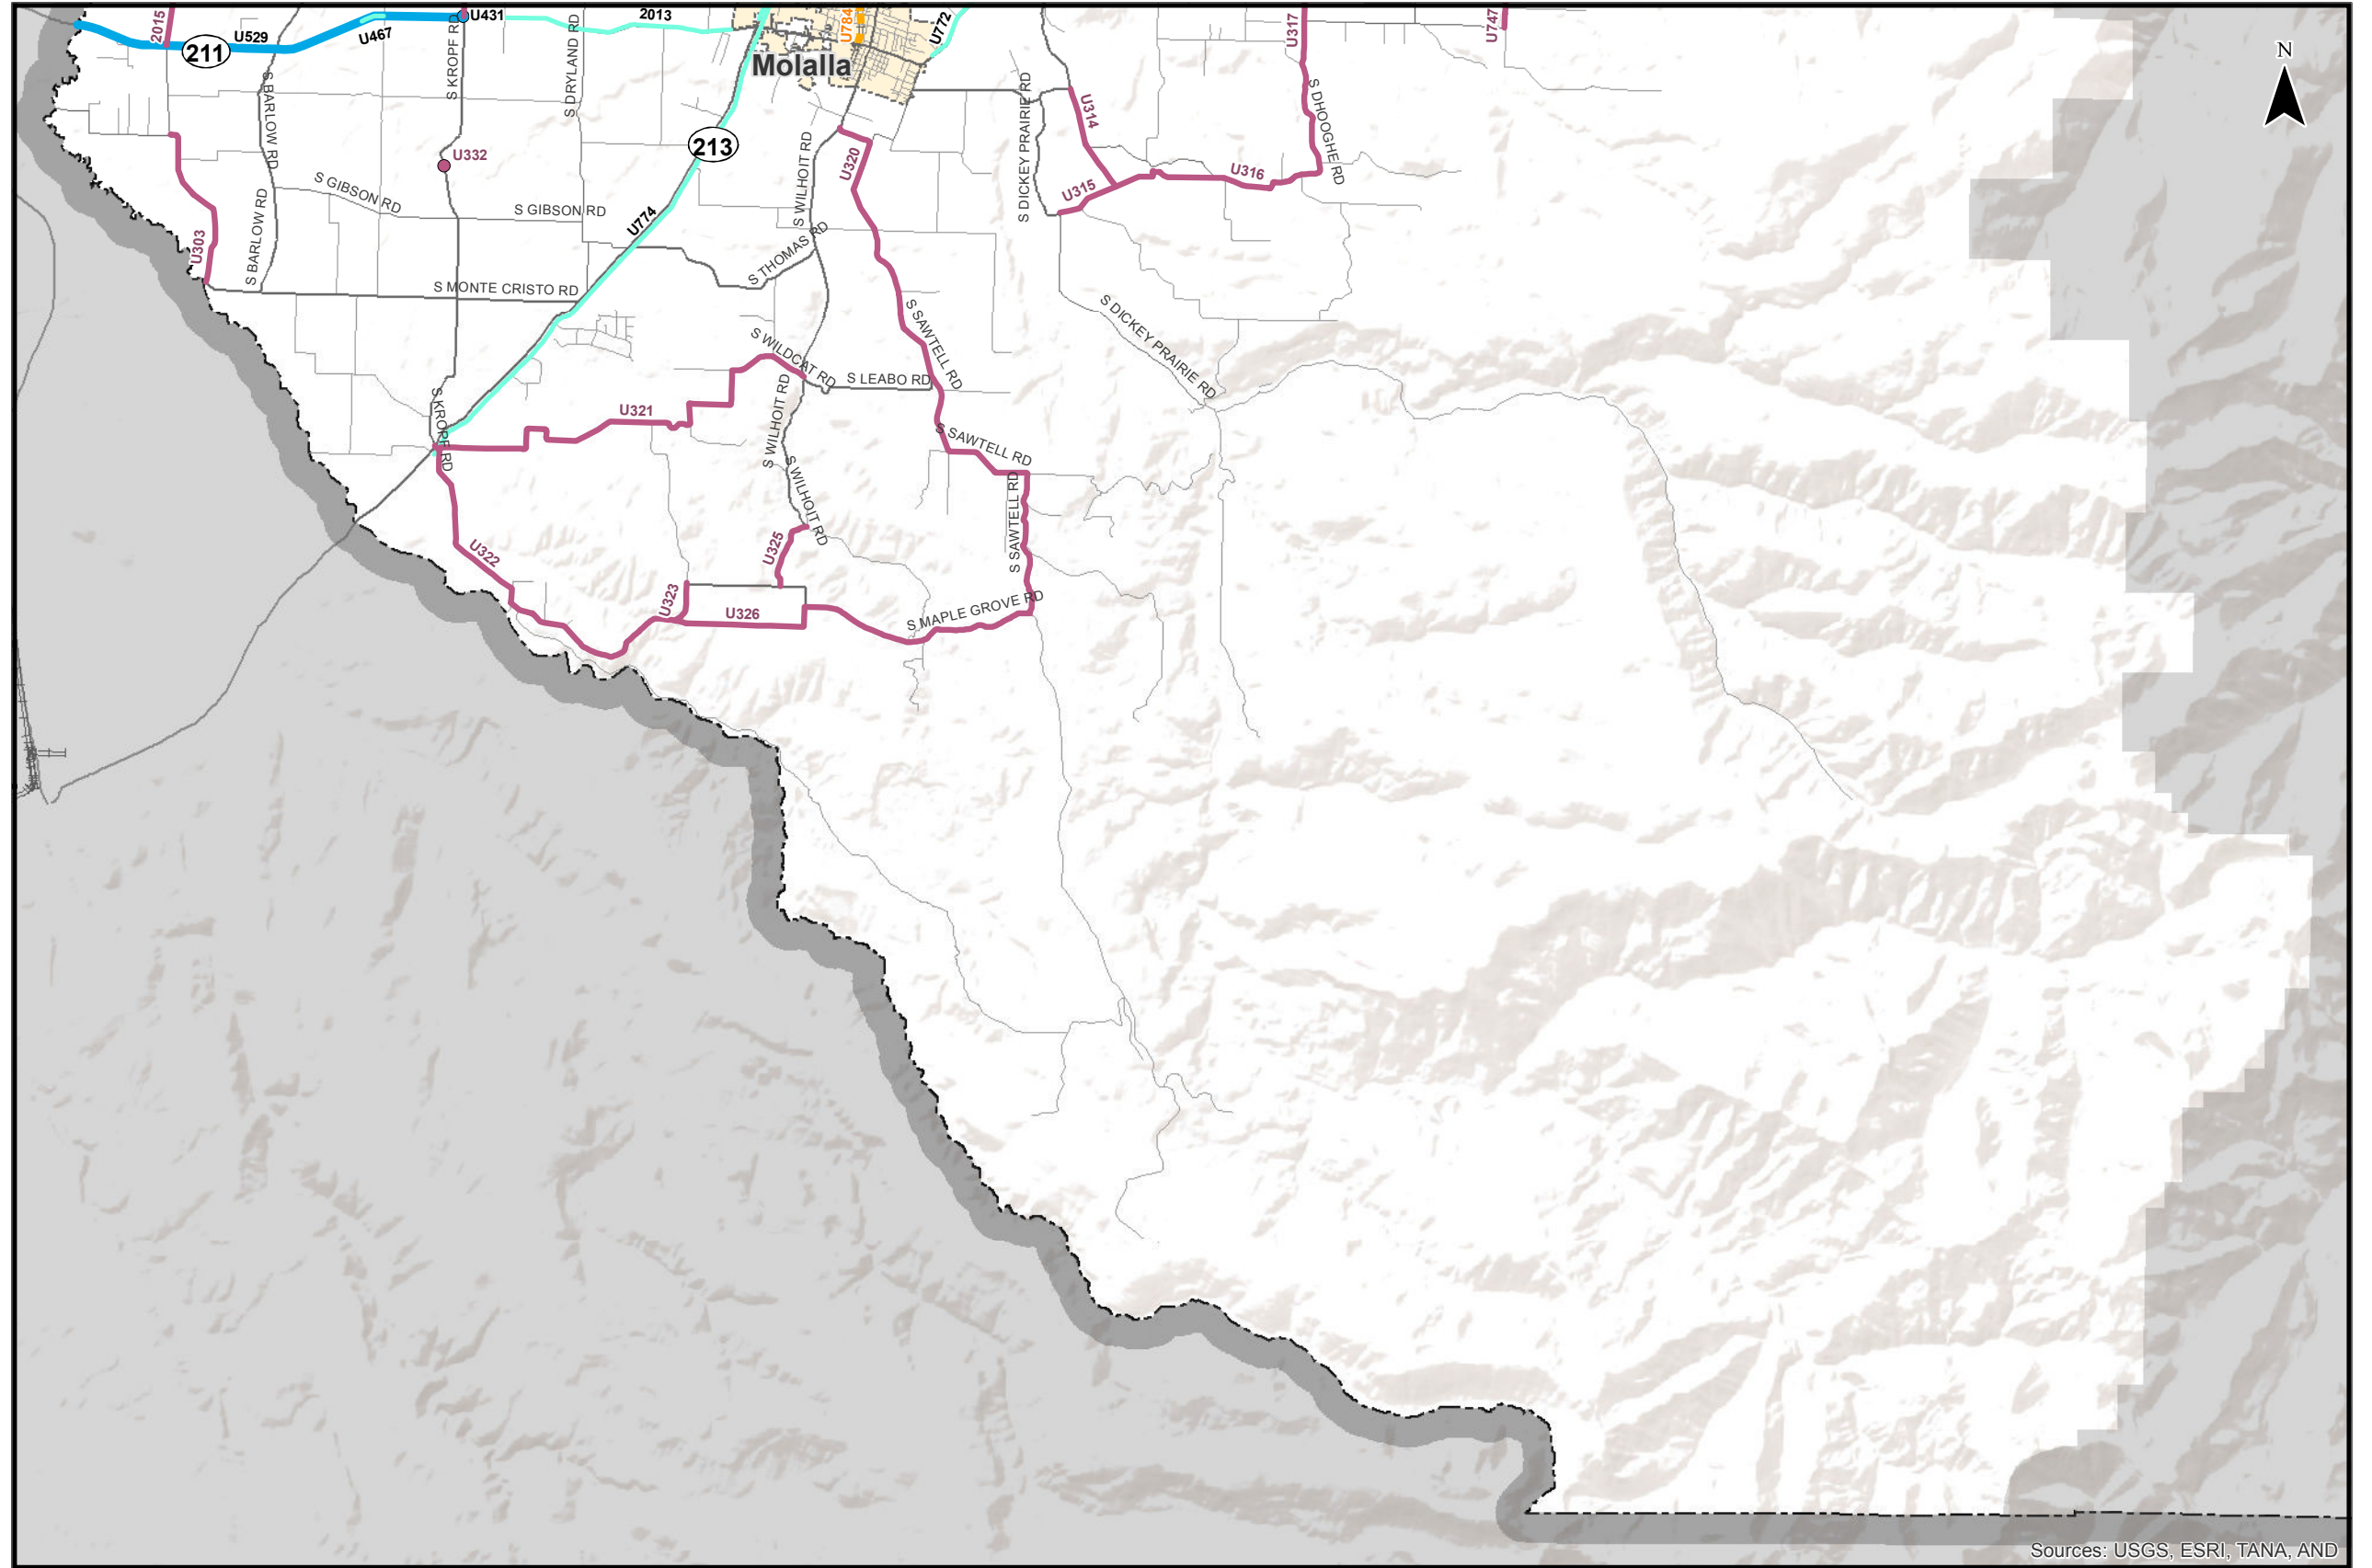 2015
211
U529
U467
S KROPF RD
U431
2013
S DRYLAND RD
U784
Molalla
U772
U317
U747
N
S BARLOW RD
U332
S GIBSON RD
S GIBSON RD
213
U774
S WILHOIT RD
U320
S DICKEY PRAIRIE RD
U314
U315
U316
S DHOOGHE RD
U303
S BARLOW RD
S MONTE CRISTO RD
S THOMAS RD
S SAWTELL RD
S DICKEY PRAIRIE RD
S WILDCAT RD
S LEABO RD
S KROPF RD
U321
S WILHOIT RD
S SAWTELL RD
S WILHOIT RD
S SAWTELL RD
U322
U325
U323
U326
S MAPLE GROVE RD
Sources: USGS, ESRI, TANA, AND